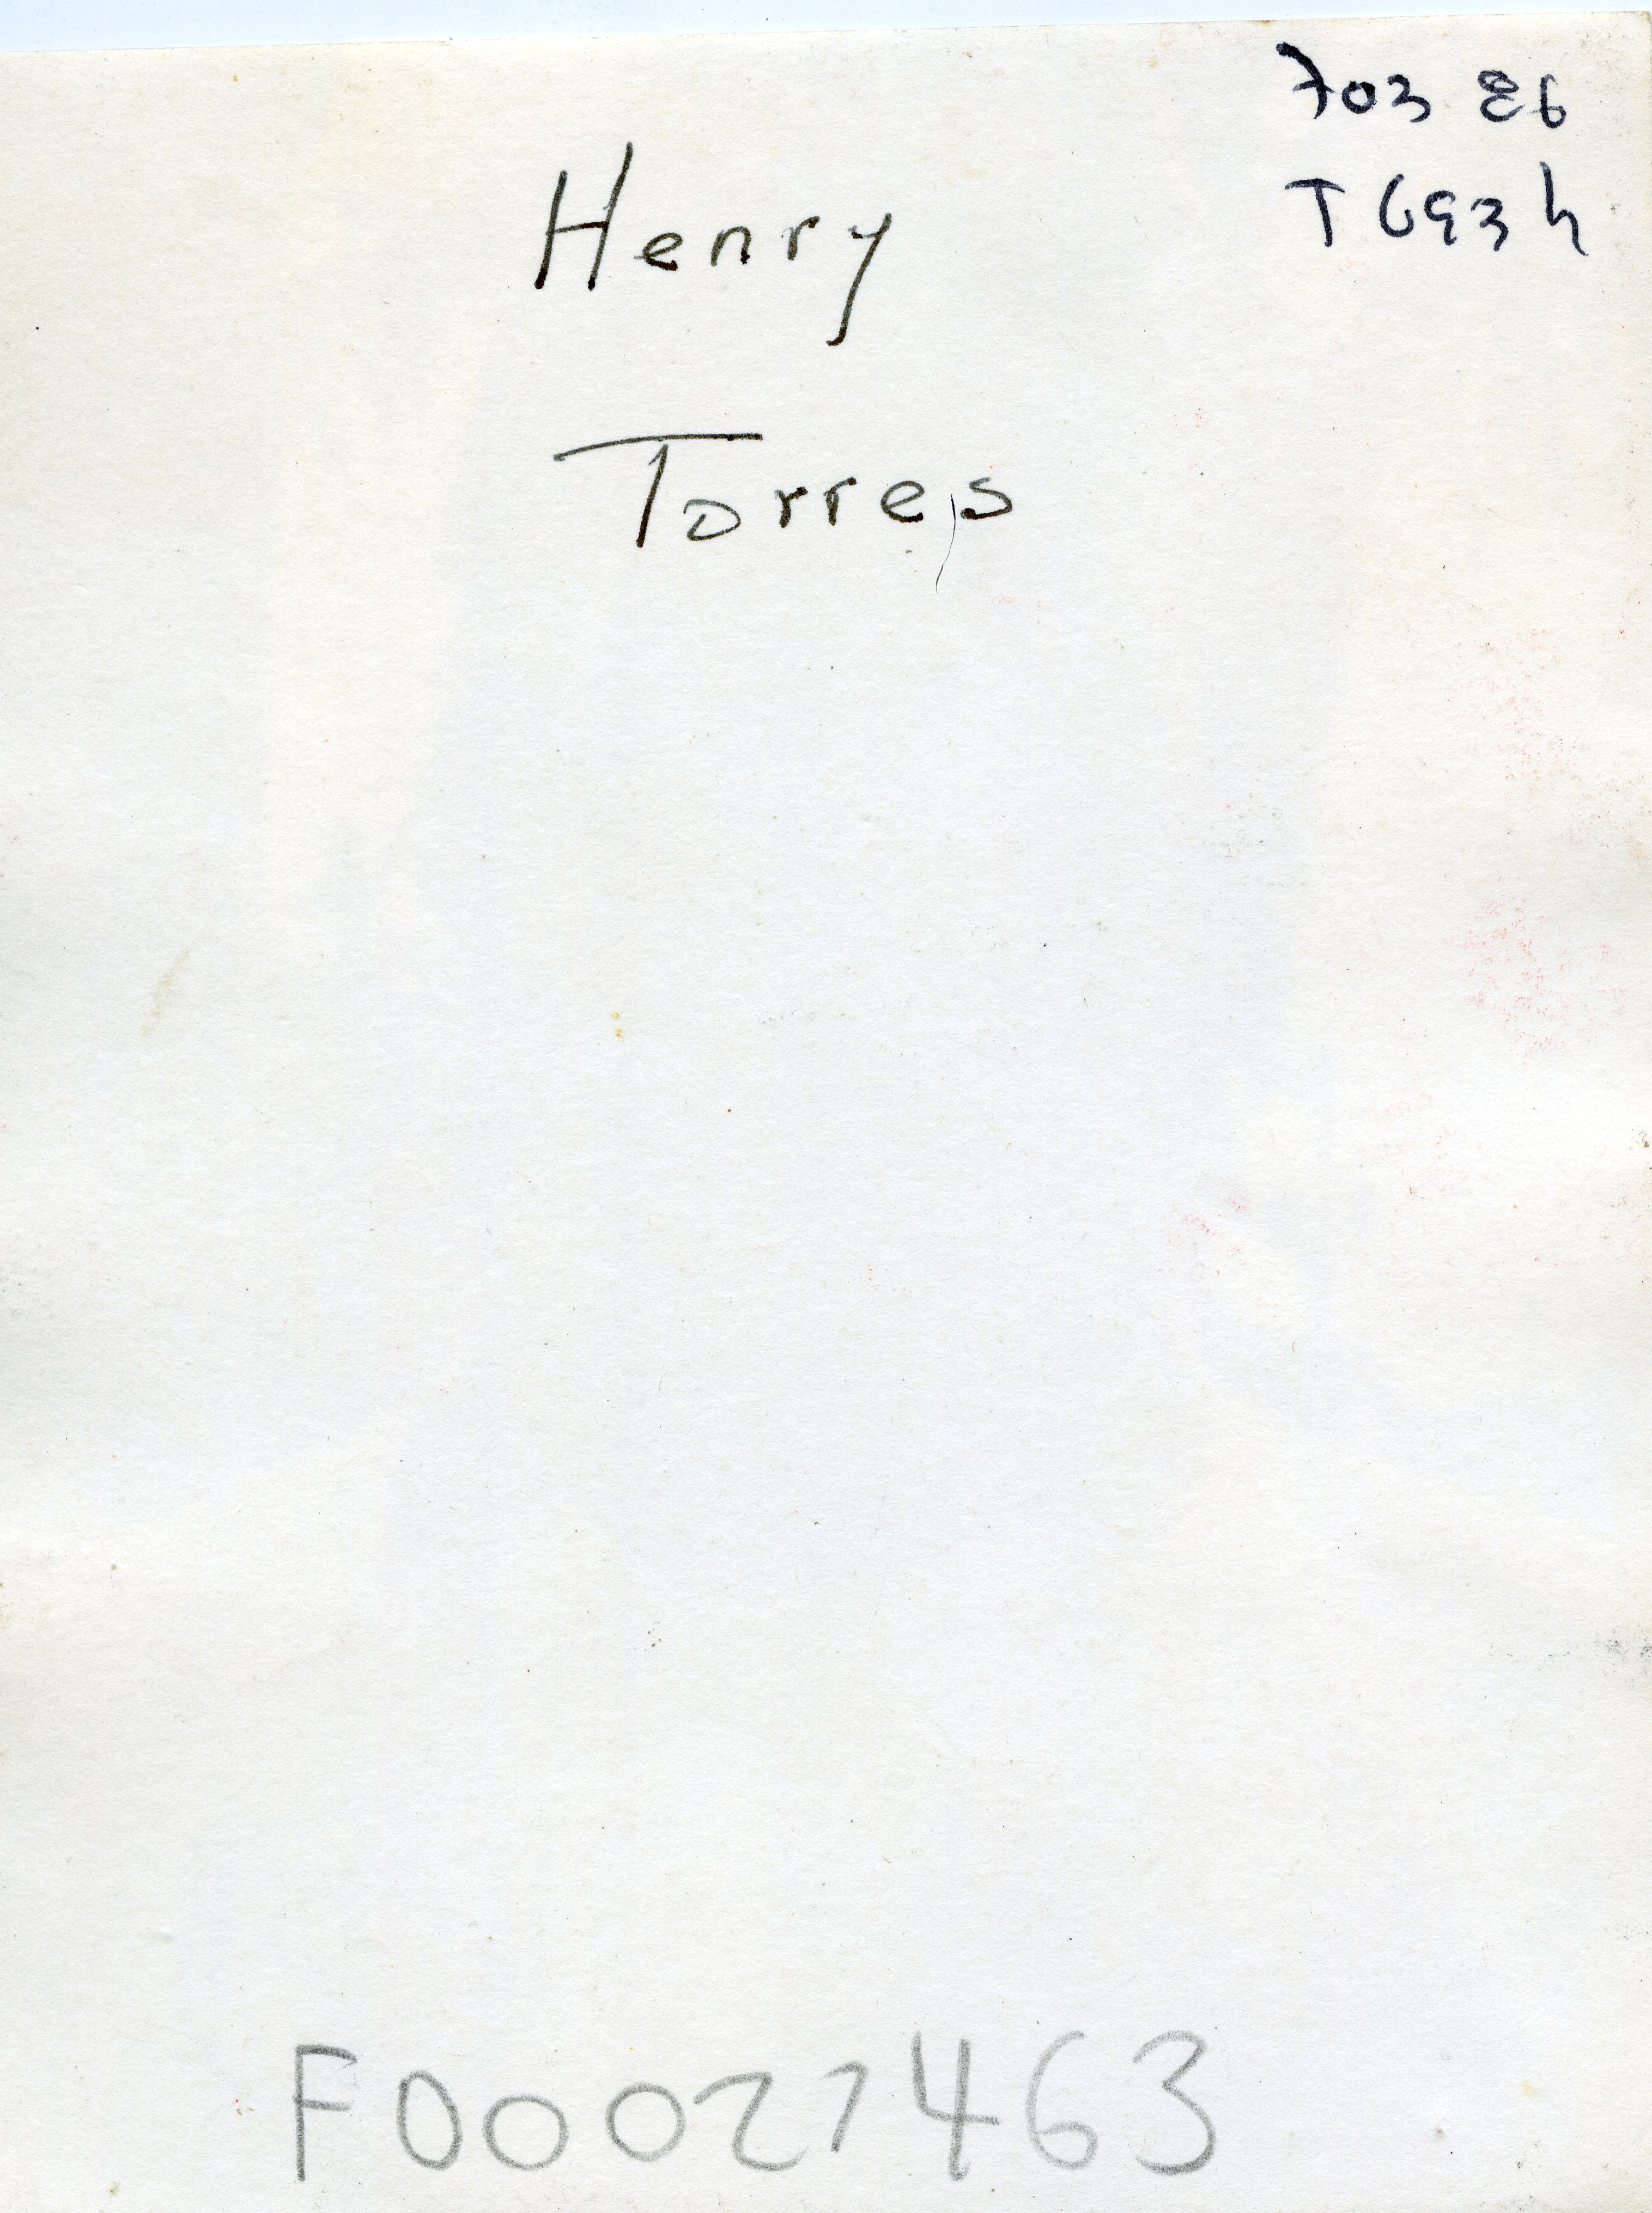 703 86
T693h
Henry
Torres
F00021463